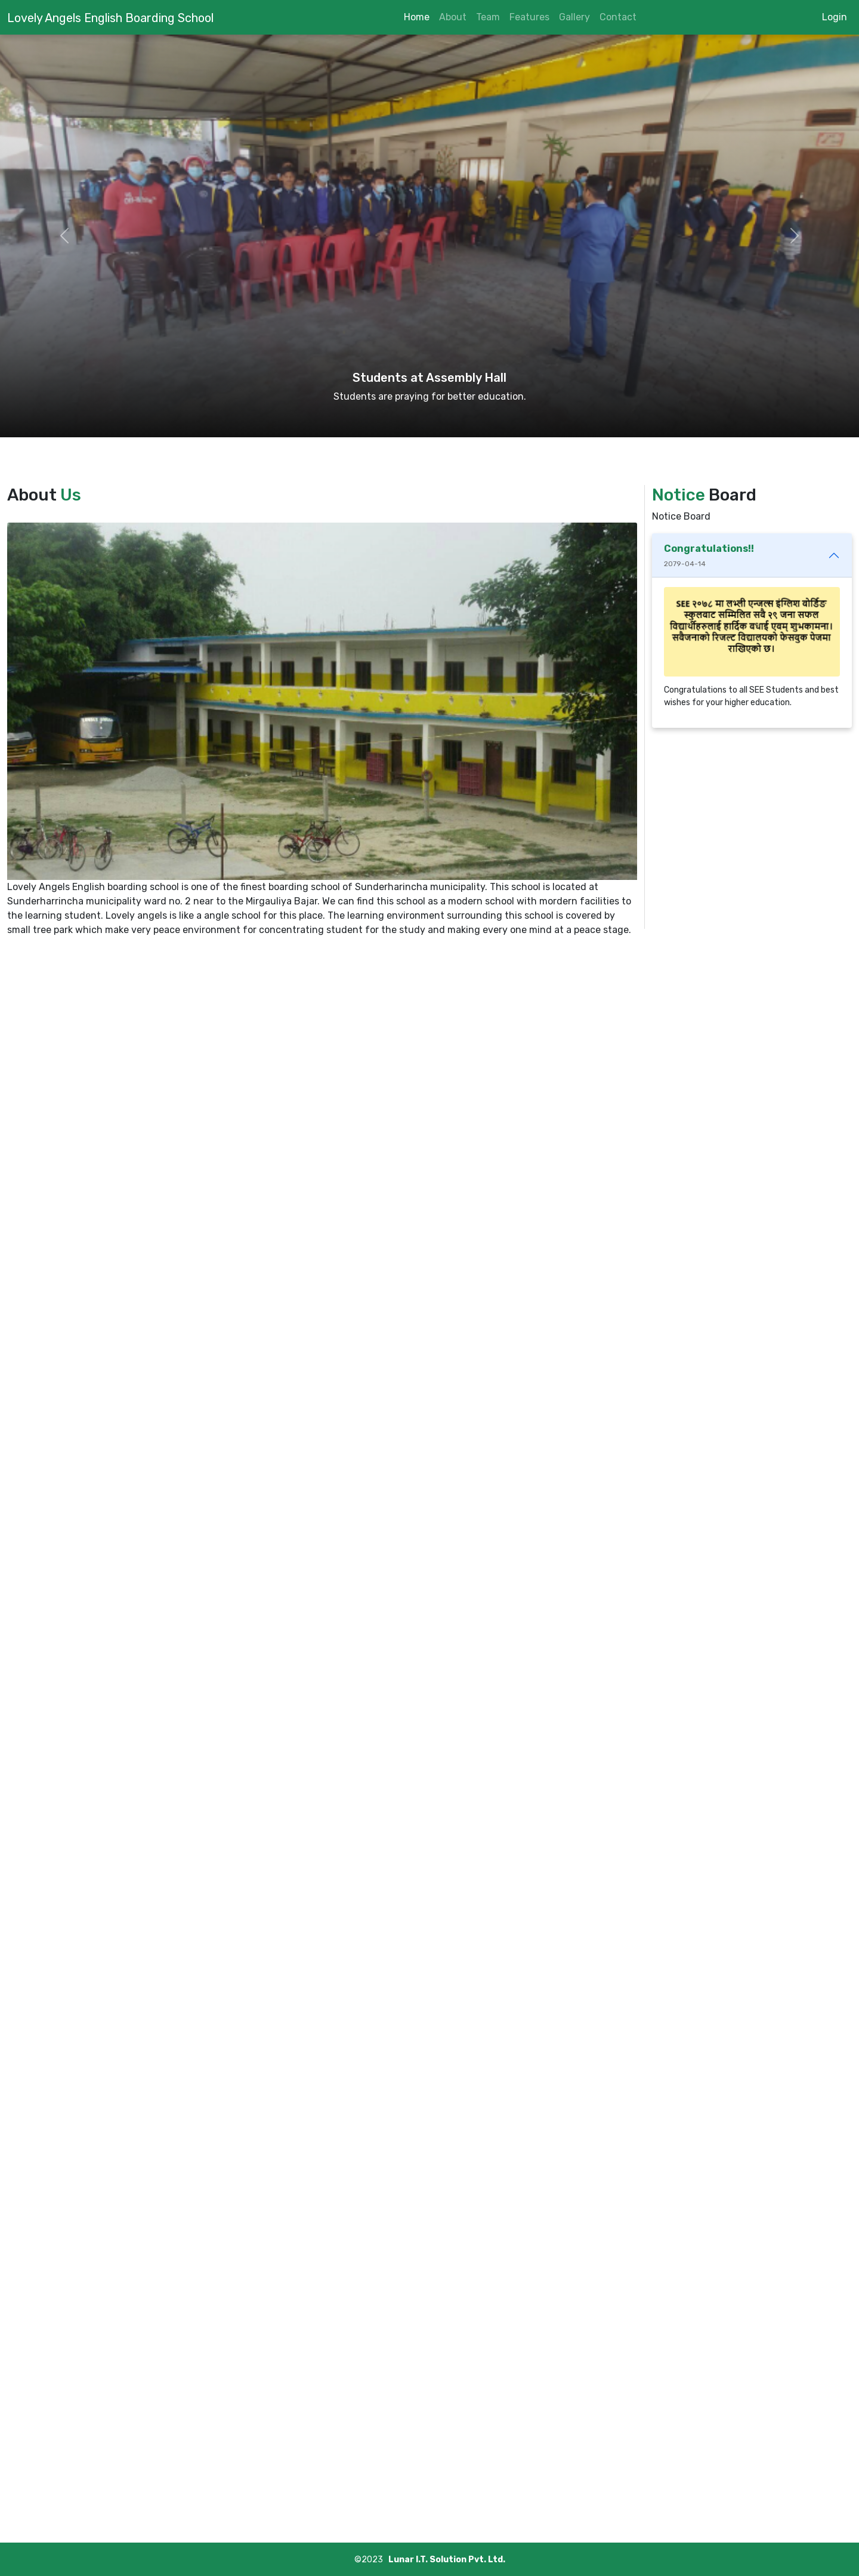 Lovely Angels English Boarding School
Home About Team Features Gallery Contact
Login
Students at Assembly Hall
Students are praying for better education.
About Us
Lovely Angels English boarding school is one of the finest boarding school of Sunderharincha municipality. This school is located at
Sunderharrincha municipality ward no. 2 near to the Mirgauliya Bajar. We can find this school as a modern school with mordern facilities to
the learning student. Lovely angels is like a angle school for this place. The learning environment surrounding this school is covered by
small tree park which make very peace environment for concentrating student for the study and making every one mind at a peace stage.
Notice Board
Notice Board
Congratulations!!
2079-04-14
SEE २०७८ मा लभ्ली एन्जल्स इंग्लिश बोर्डिङ
स्कुलबाट सम्मिलित सबै २९ जना सफल
विद्यार्थीहरुलाई हार्दिक बधाई एवम् शुभकामना।
सबैजनाको रिजल्ट विद्यालयको फेसबुक पेजमा
राखिएको छ।
Congratulations to all SEE Students and best
wishes for your higher education.
©2023 Lunar I.T. Solution Pvt. Ltd.